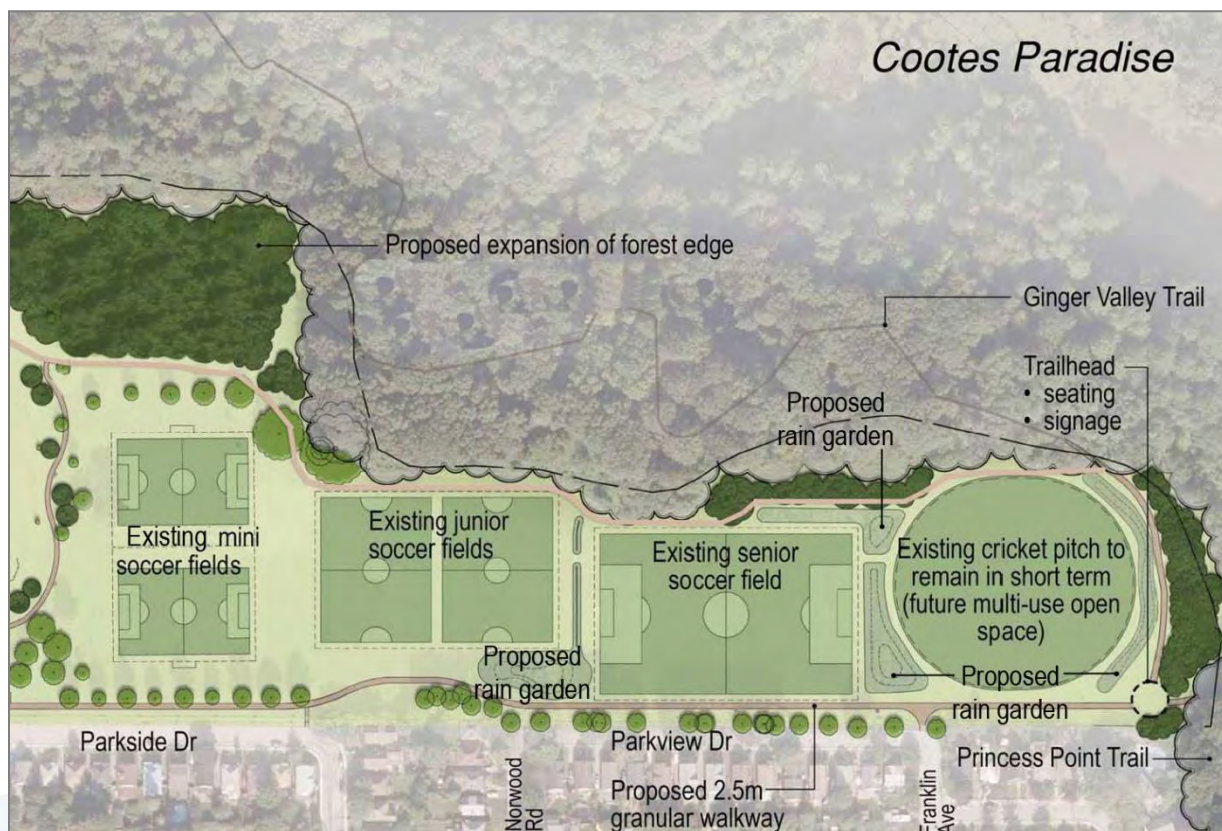 Cootes Paradise
Proposed expansion of forest edge
Ginger Valley Trail
Trailhead
• seating
• signage
Proposed
rain garden
Existing mini
soccer fields
Existing junior
soccer fields
Existing senior
soccer field
Existing cricket pitch to
remain in short term
(future multi-use open
space)
Proposed
rain garden
Proposed
rain garden
Parkside Dr
Norwood
Rd
Parkview Dr
Proposed 2.5m
granular walkway
Franklin
Ave
Princess Point Trail